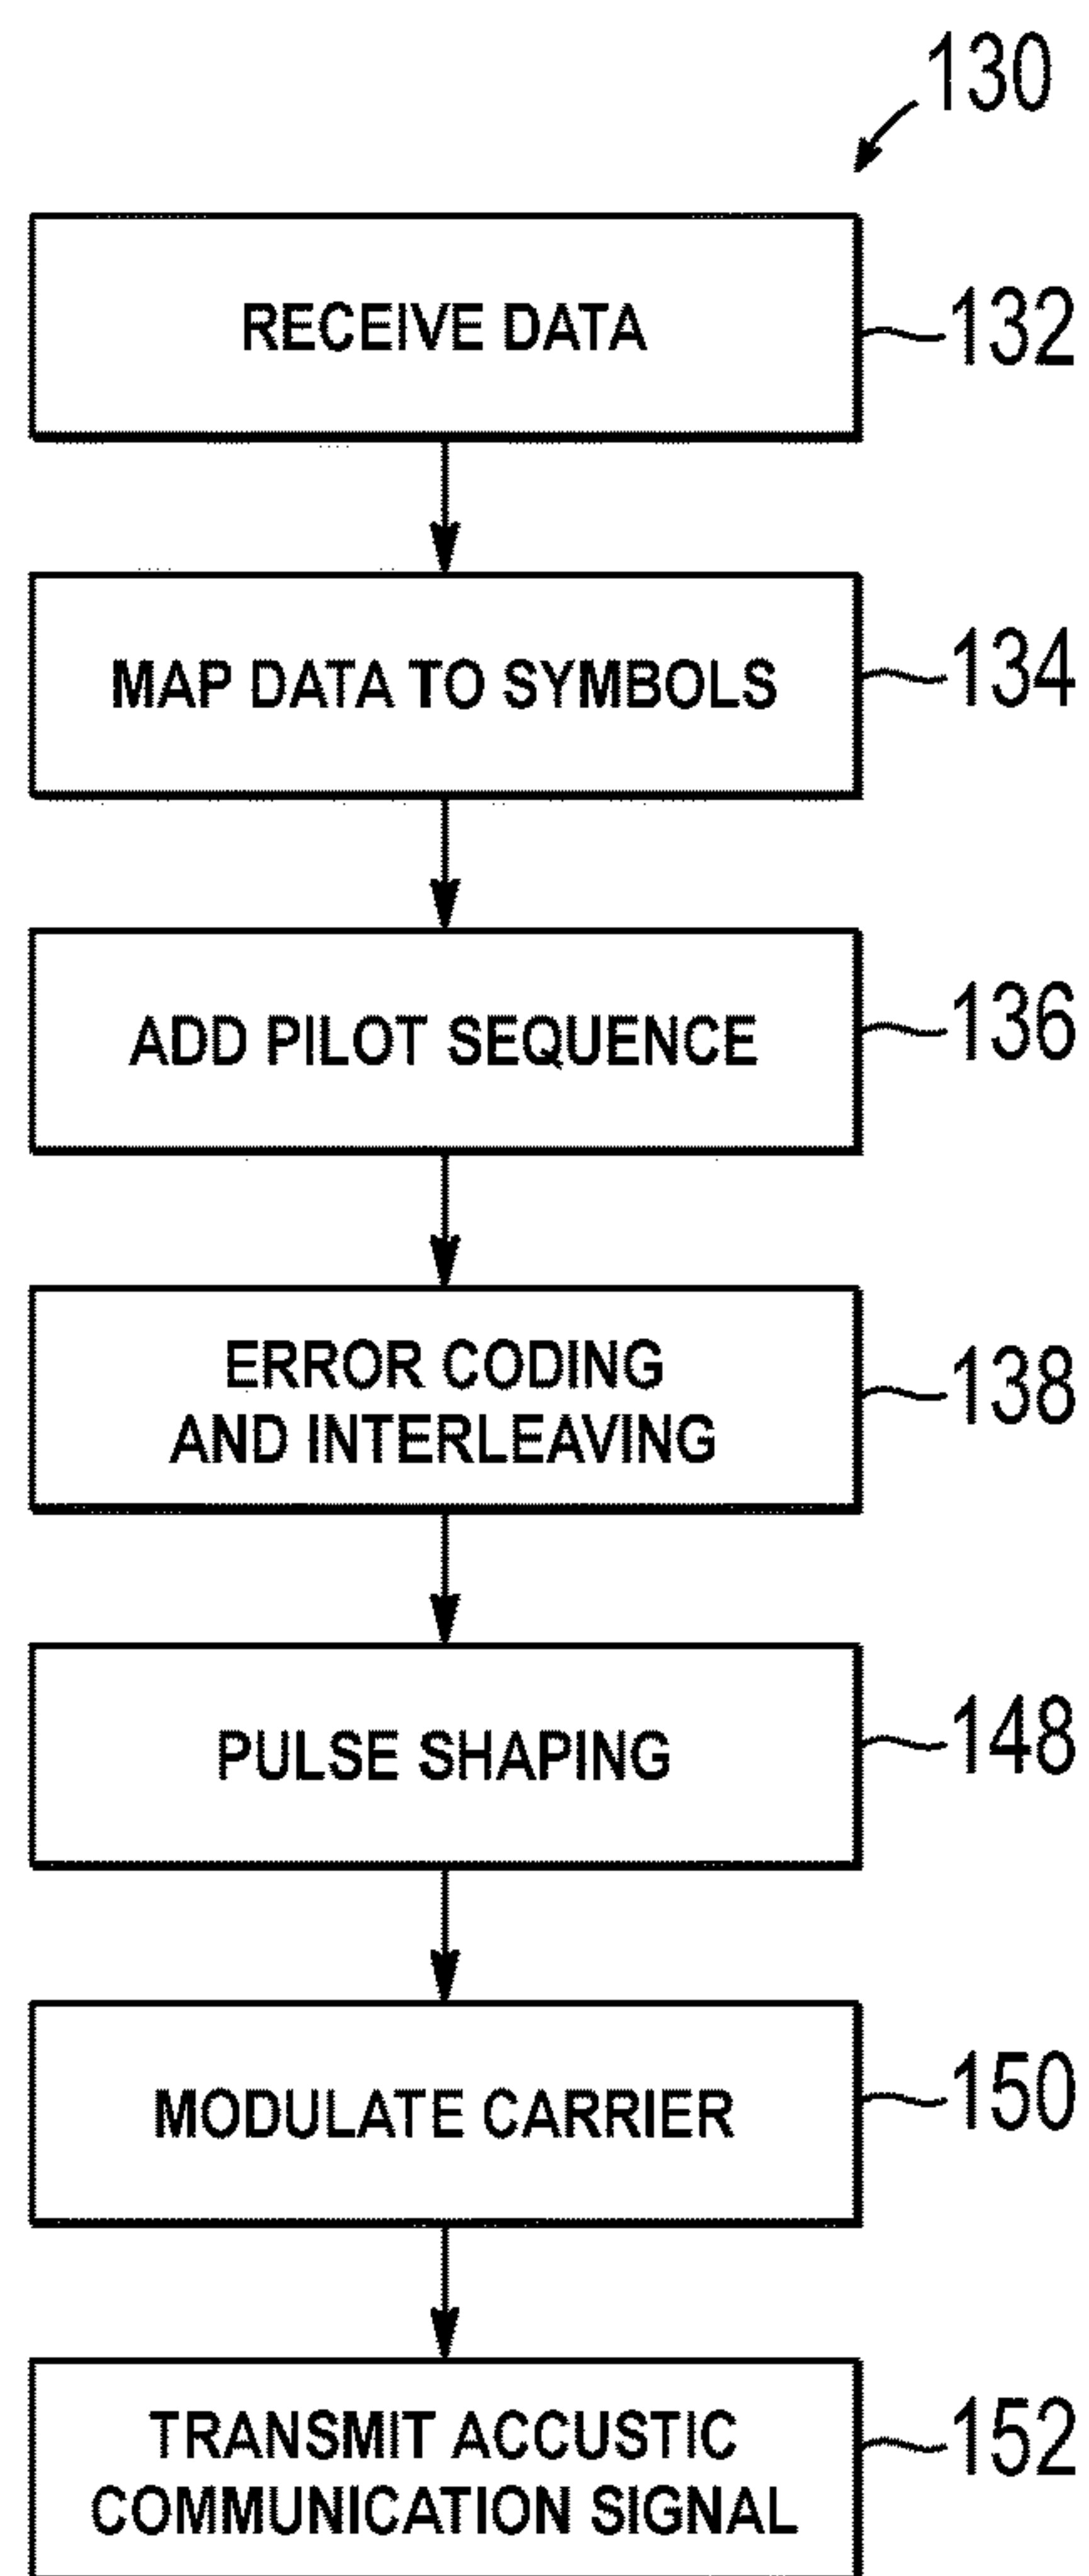 130
RECEIVE DATA
132
MAP DATA TO SYMBOLS
134
ADD PILOT SEQUENCE
136
ERROR CODING
AND INTERLEAVING
138
PULSE SHAPING
148
MODULATE CARRIER
150
TRANSMIT ACCUSTIC
COMMUNICATION SIGNAL
152